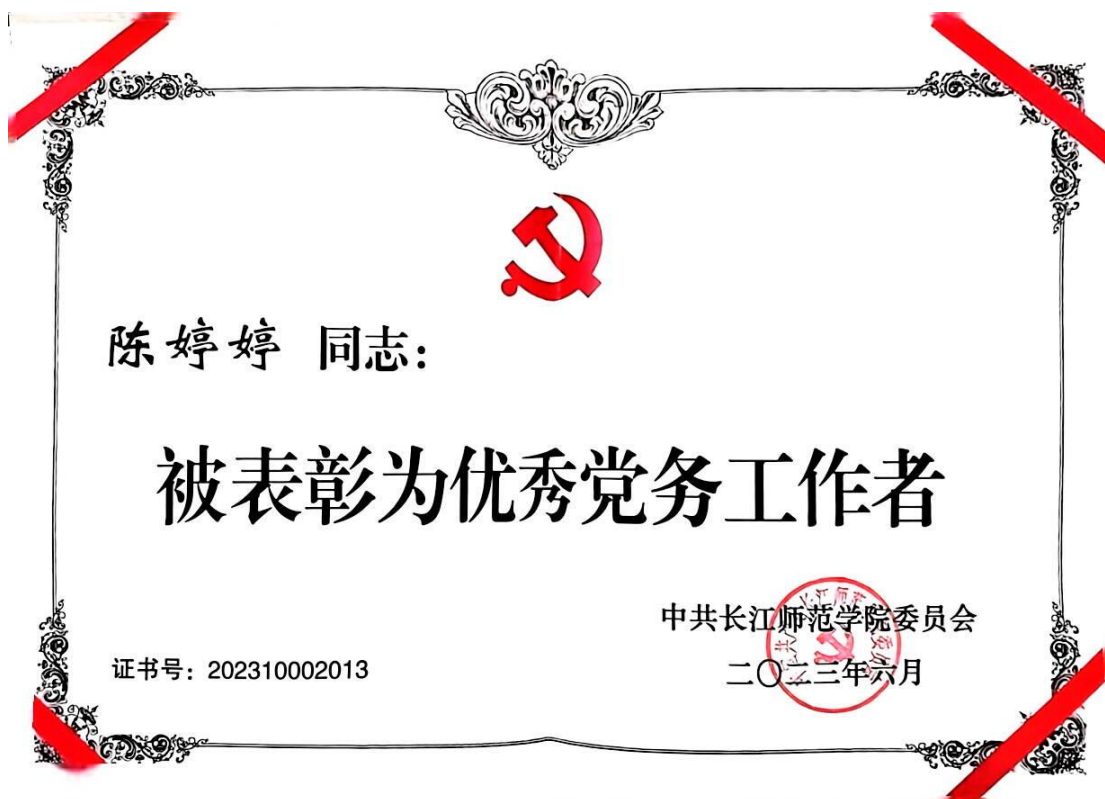 陈婷婷 同志：
被表彰为优秀党务工作者
中共长江师范学院委员会
证书号：202310002013
二〇二三年六月